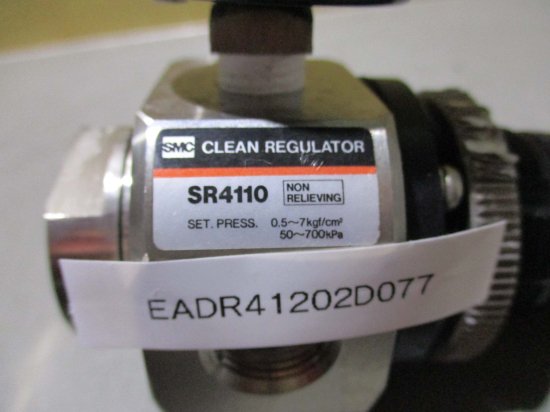 SMC CLEAN REGULATOR
SR4110 NON RELIEVING
SET. PRESS. 0.5~7kgf/cm²
50~700kPa
EADR41202D077